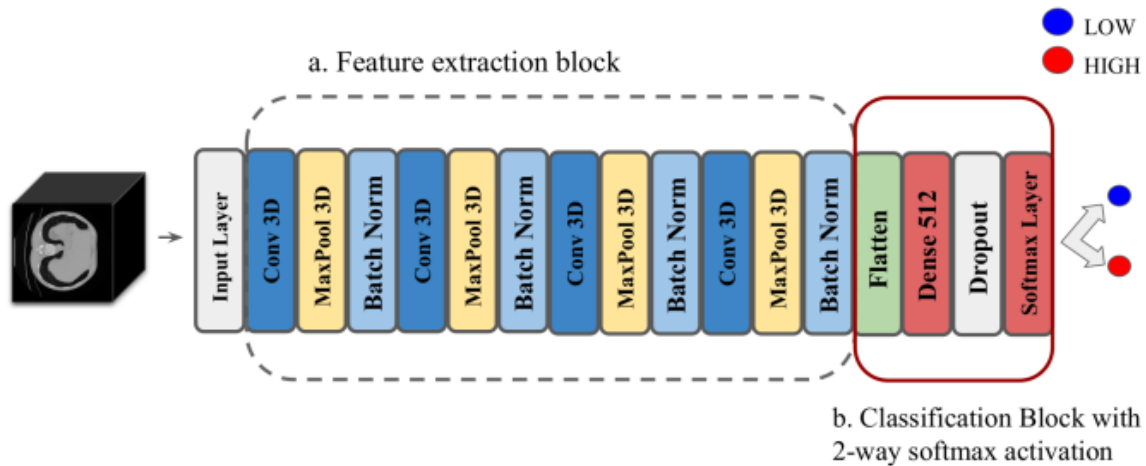 LOW
HIGH
a. Feature extraction block
Input Layer
Conv 3D
MaxPool 3D
Batch Norm
Conv 3D
MaxPool 3D
Batch Norm
Conv 3D
MaxPool 3D
Batch Norm
Conv 3D
MaxPool 3D
Batch Norm
Flatten
Dense 512
Dropout
Softmax Layer
b. Classification Block with
2-way softmax activation